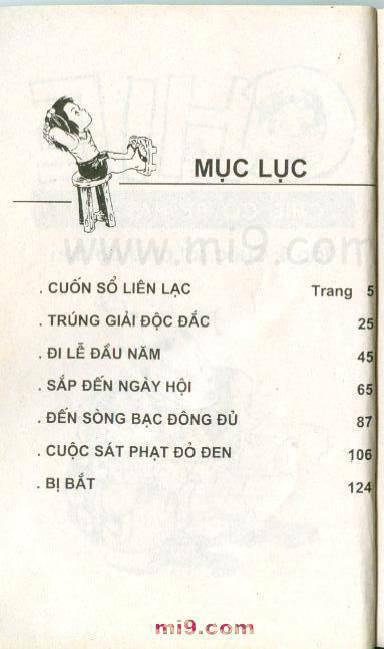 MỤC LỤC
www.mi9.com
. CUỐN SỔ LIÊN LẠC Trang 5
. TRÚNG GIẢI ĐỘC ĐẮC 25
. ĐI LỄ ĐẦU NĂM 45
. SẮP ĐẾN NGÀY HỘI 65
. ĐẾN SÒNG BẠC ĐÔNG ĐỦ 87
. CUỘC SÁT PHẠT ĐỎ ĐEN 106
. BỊ BẮT 124
mi9.com